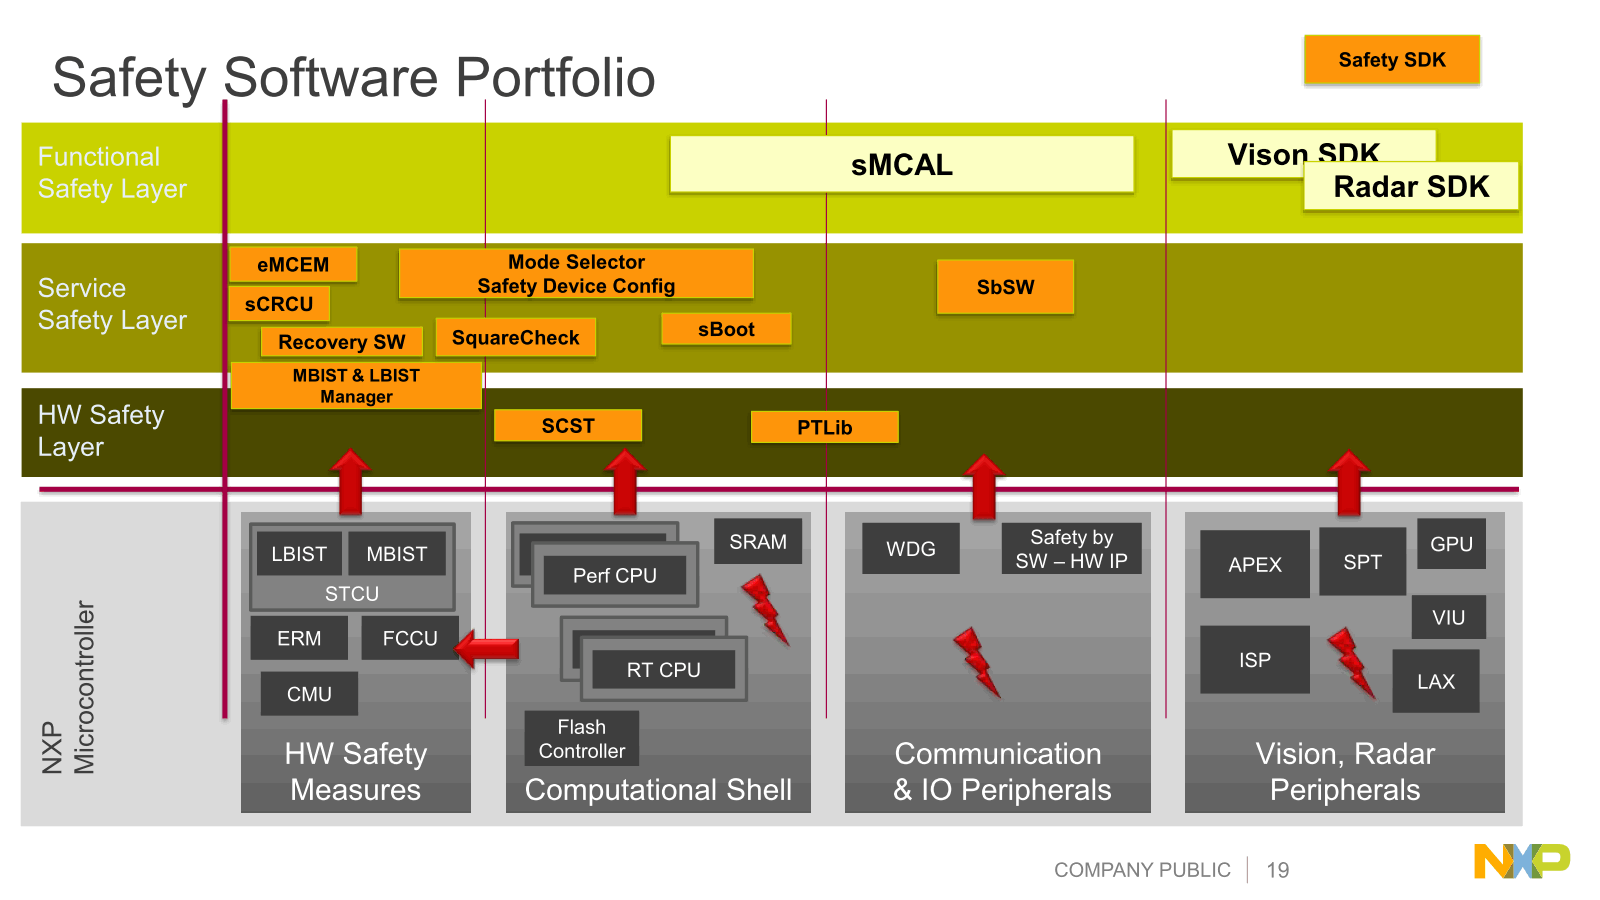 Safety Software Portfolio
Safety SDK
Functional
Safety Layer
sMCAL
Vison SDK
Radar SDK
Service
Safety Layer
eMCEM
sCRCU
Recovery SW
MBIST & LBIST
Manager
Mode Selector
Safety Device Config
SquareCheck
sBoot
SbSW
HW Safety
Layer
SCST
PTLib
NXP
Microcontroller
LBIST
MBIST
STCU
ERM
FCCU
CMU
HW Safety
Measures
SRAM
Perf CPU
RT CPU
Flash
Controller
Computational Shell
WDG
Safety by
SW – HW IP
Communication
& IO Peripherals
APEX
SPT
GPU
VIU
ISP
LAX
Vision, Radar
Peripherals
COMPANY PUBLIC
19
NXP